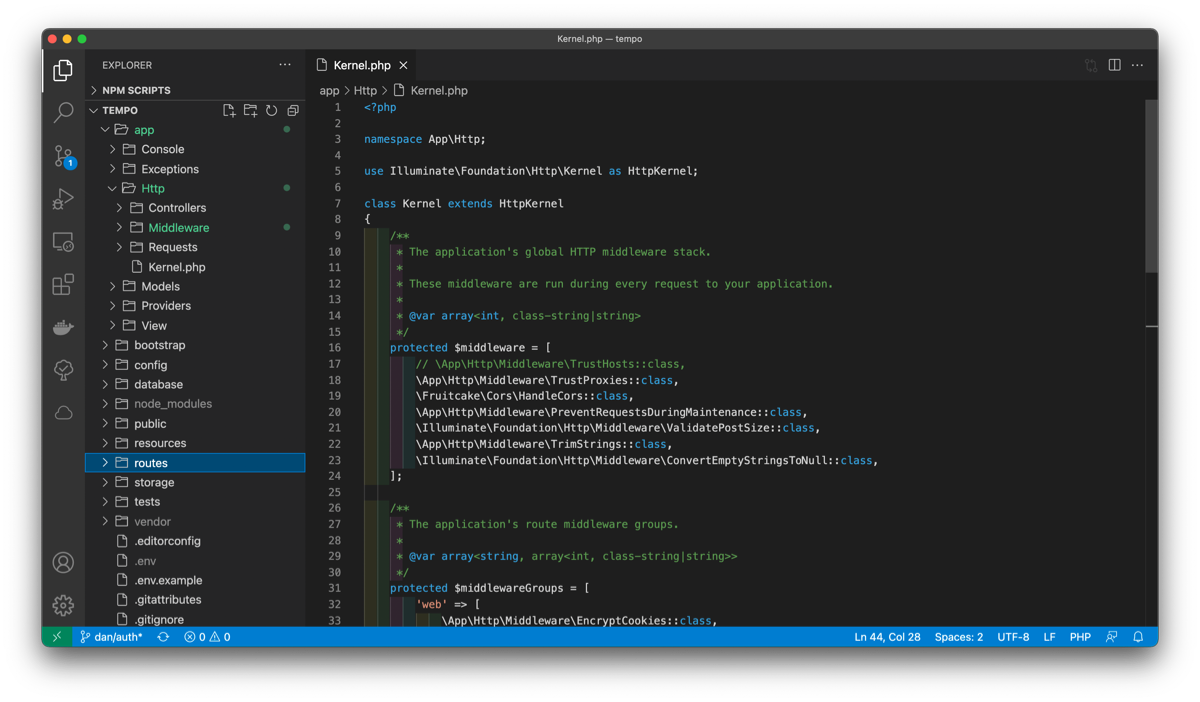 Kernel.php — tempo
EXPLORER
NPM SCRIPTS
TEMPO
app
Console
Exceptions
Http
Controllers
Middleware
Requests
Kernel.php
Models
Providers
View
bootstrap
config
database
node_modules
public
resources
routes
storage
tests
vendor
.editorconfig
.env
.env.example
.gitattributes
.gitignore
1
Kernel.php
app > Http > Kernel.php
1 <?php
2
3 namespace App\Http;
4
5 use Illuminate\Foundation\Http\Kernel as HttpKernel;
6
7 class Kernel extends HttpKernel
8 {
9 /**
10 * The application's global HTTP middleware stack.
11 *
12 * These middleware are run during every request to your application.
13 *
14 * @var array<int, class-string|string>
15 */
16 protected $middleware = [
17 // \App\Http\Middleware\TrustHosts::class,
18 \App\Http\Middleware\TrustProxies::class,
19 \Fruitcake\Cors\HandleCors::class,
20 \App\Http\Middleware\PreventRequestsDuringMaintenance::class,
21 \Illuminate\Foundation\Http\Middleware\ValidatePostSize::class,
22 \App\Http\Middleware\TrimStrings::class,
23 \Illuminate\Foundation\Http\Middleware\ConvertEmptyStringsToNull::class,
24 ];
25
26 /**
27 * The application's route middleware groups.
28 *
29 * @var array<string, array<int, class-string|string>>
30 */
31 protected $middlewareGroups = [
32 'web' => [
33 \App\Http\Middleware\EncryptCookies::class,
dan/auth* 0 0 Ln 44, Col 28 Spaces: 2 UTF-8 LF PHP